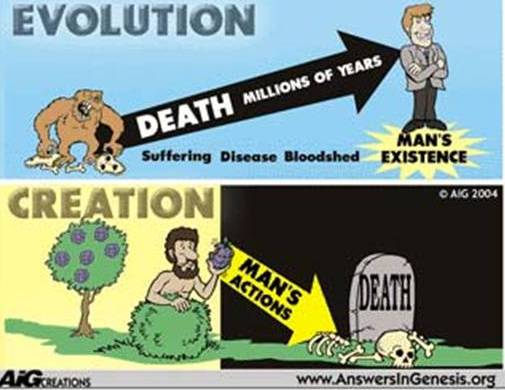 EVOLUTION
DEATH MILLIONS OF YEARS
Suffering Disease Bloodshed
MAN'S
EXISTENCE
CREATION
© AIG 2004
MAN'S
ACTIONS
DEATH
AiG CREATIONS
www.AnswersInGenesis.org